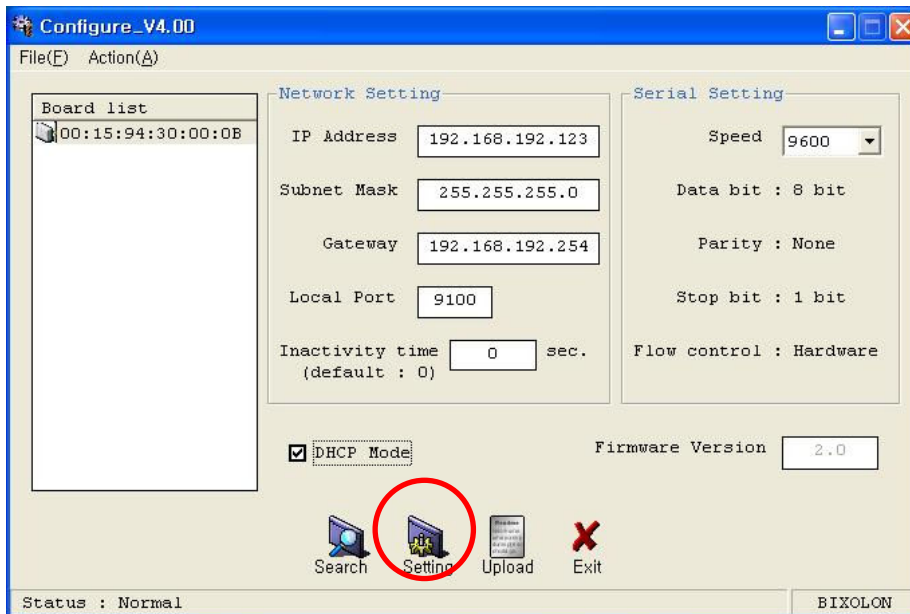 Configure_V4.00
File(F) Action(A)
Board list
00:15:94:30:00:0B
Network Setting
IP Address 192.168.192.123
Subnet Mask 255.255.255.0
Gateway 192.168.192.254
Local Port 9100
Inactivity time 0 sec.
(default : 0)
Serial Setting
Speed 9600
Data bit : 8 bit
Parity : None
Stop bit : 1 bit
Flow control : Hardware
DHCP Mode
Firmware Version 2.0
Search Setting Upload Exit
Status : Normal BIXOLON